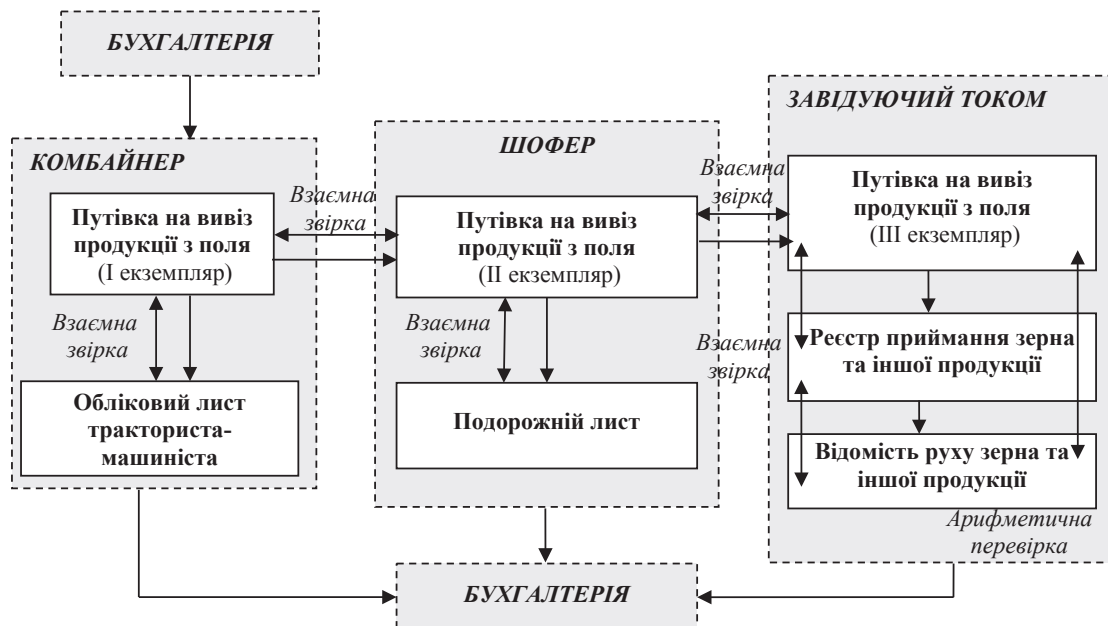 БУХГАЛТЕРІЯ
КОМБАЙНЕР
Путівка на вивіз
продукції з поля
(І екземпляр)
Взаємна
звірка
Обліковий лист
тракториста-
машиніста
Взаємна
звірка
ШОФЕР
Путівка на вивіз
продукції з поля
(ІІ екземпляр)
Взаємна
звірка
Подорожній лист
Взаємна
звірка
ЗАВІДУЮЧИЙ ТОКОМ
Путівка на вивіз
продукції з поля
(ІІІ екземпляр)
Взаємна
звірка
Реєстр приймання зерна
та іншої продукції
Відомість руху зерна та
іншої продукції
Арифметична
перевірка
БУХГАЛТЕРІЯ